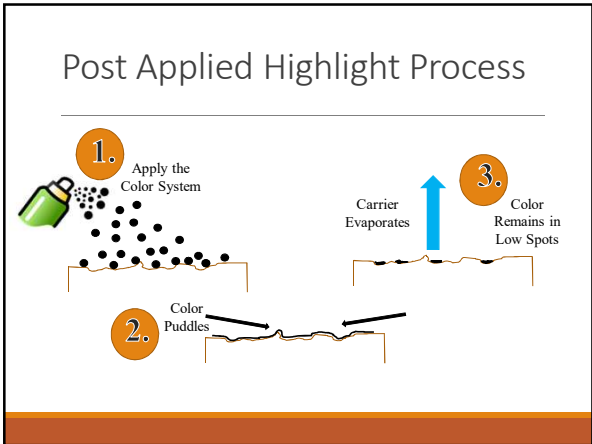 Post Applied Highlight Process
1.
Apply the
Color System
2.
Color
Puddles
3.
Carrier
Evaporates
Color
Remains in
Low Spots